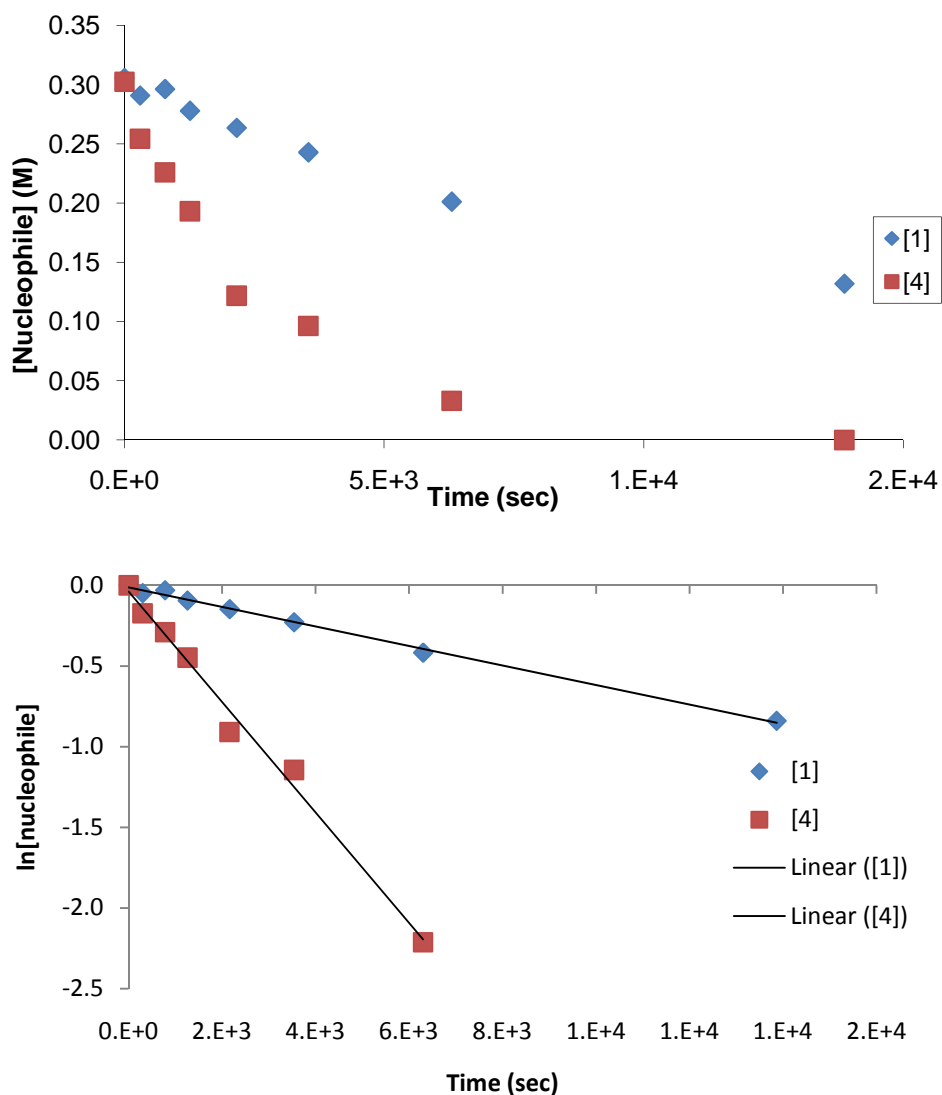 [Nucleophile] (M)
0.35
0.30
0.25
0.20
0.15
0.10
0.05
0.00
0.E+0
5.E+3
1.E+4
2.E+4
Time (sec)
[1]
[4]
ln[nucleophile]
0.0
-0.5
-1.0
-1.5
-2.0
-2.5
[1]
[4]
Linear ([1])
Linear ([4])
0.E+0
2.E+3
4.E+3
6.E+3
8.E+3
1.E+4
1.E+4
1.E+4
2.E+4
Time (sec)